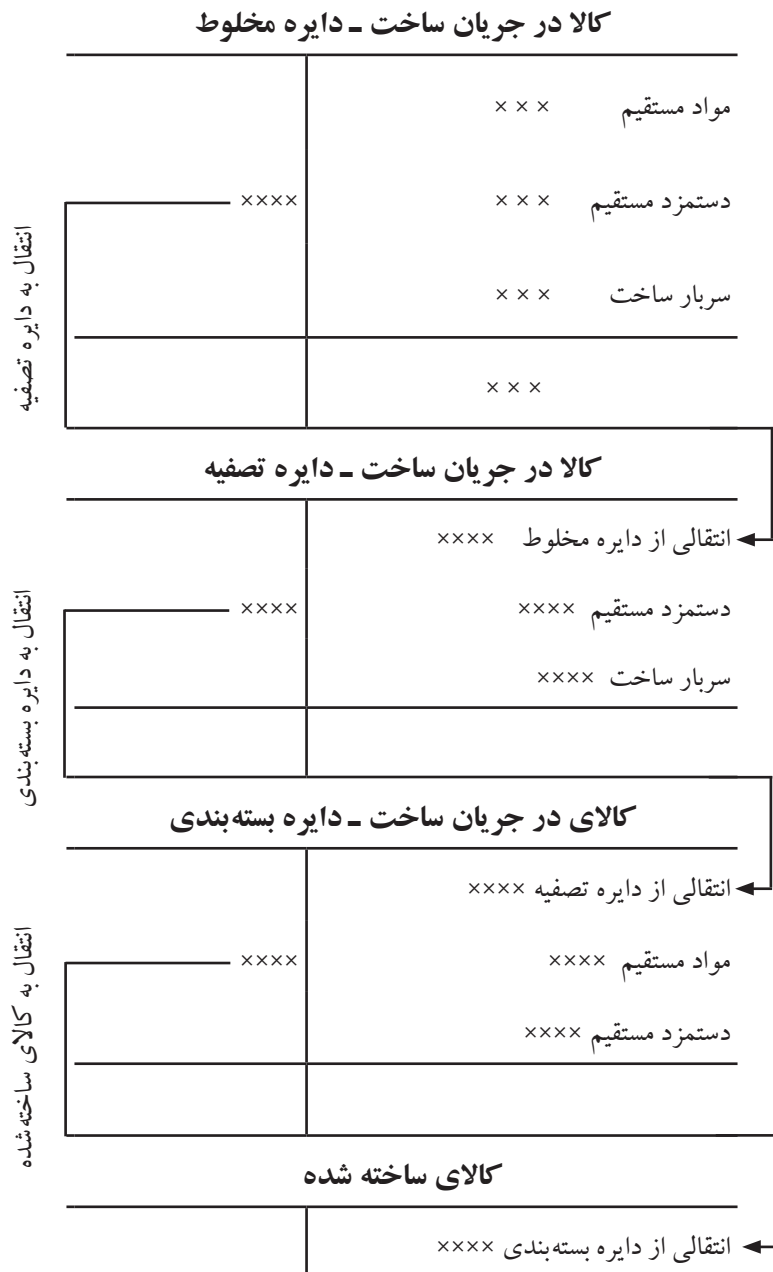 کالا در جریان ساخت ـ دایره مخلوط
مواد مستقیم × × ×
دستمزد مستقیم × × × ××××
سربار ساخت × × ×
× × ×
انتقال به دایره تصفیه
کالا در جریان ساخت ـ دایره تصفیه
انتقالی از دایره مخلوط ××××
دستمزد مستقیم ×××× ××××
سربار ساخت ××××
انتقال به دایره بسته‌بندی
کالای در جریان ساخت ـ دایره بسته‌بندی
انتقالی از دایره تصفیه ××××
مواد مستقیم ×××× ××××
دستمزد مستقیم ××××
انتقال به کالای ساخته‌شده
کالای ساخته شده
انتقالی از دایره بسته‌بندی ××××